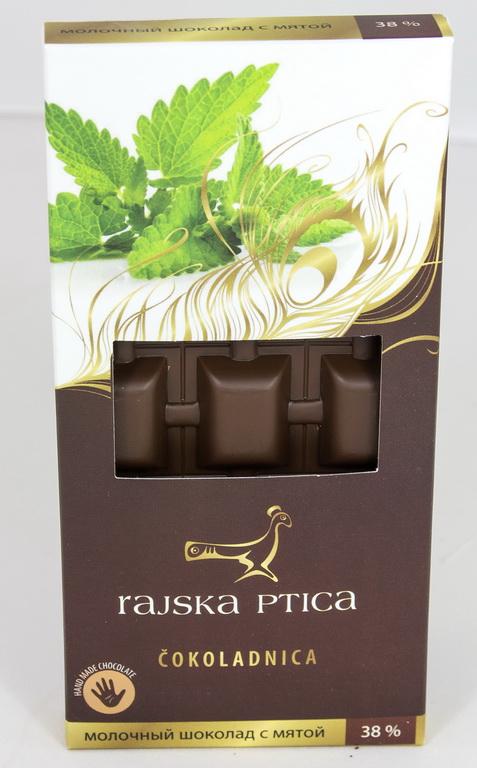 МОЛОЧНЫЙ ШОКОЛАД С МЯТОЙ 38 %
rajska ptica
ČOKOLADNICA
HAND MADE CHOCOLATE
МОЛОЧНЫЙ ШОКОЛАД С МЯТОЙ 38 %